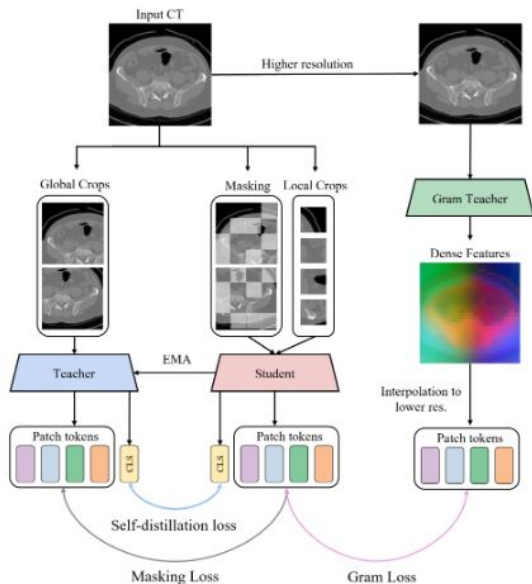 Input CT
Higher resolution
Global Crops
Masking
Local Crops
Gram Teacher
Dense Features
EMA
Teacher
Student
Interpolation to
lower res.
Patch tokens
CLS
CLS
Patch tokens
Patch tokens
Self-distillation loss
Masking Loss
Gram Loss